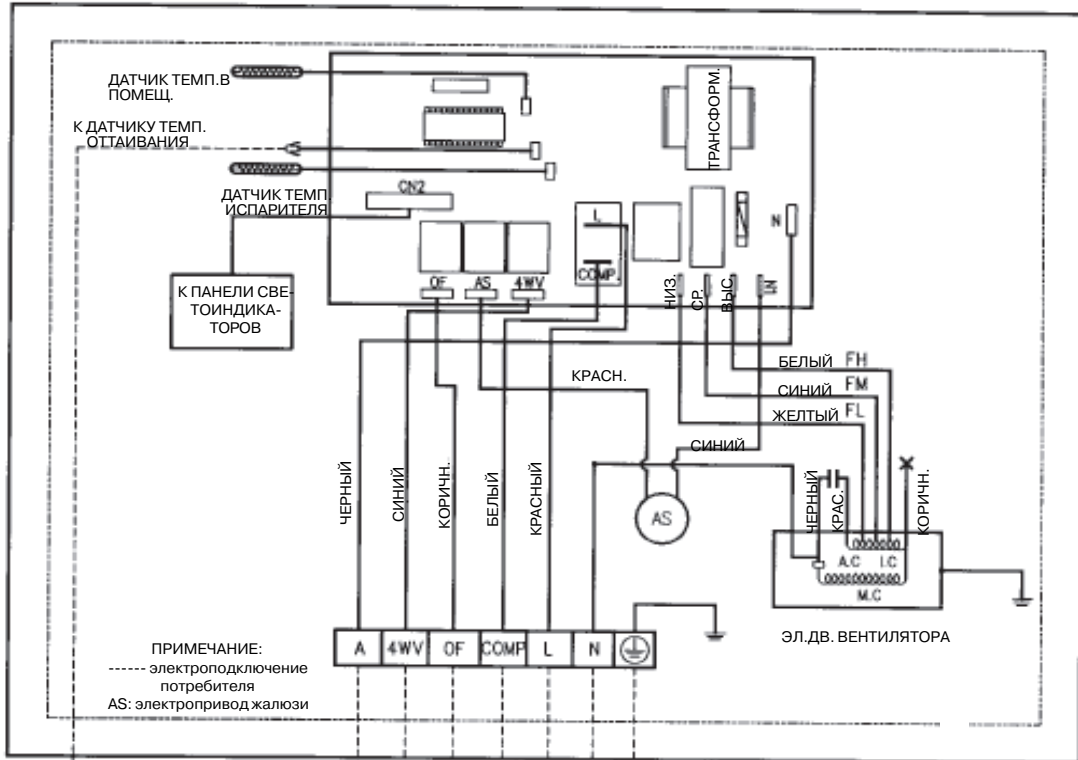 ДАТЧИК ТЕМП.В
ПОМЕЩ.
К ДАТЧИКУ ТЕМП.
ОТТАИВАНИЯ
ДАТЧИК ТЕМП.
ИСПАРИТЕЛЯ
CN2
ТРАНСФОРМ.
L
COMP.
N
OF
AS
4WV
НИЗ.
СР.
ВЫС.
IN
К ПАНЕЛИ СВЕ-
ТОИНДИКА-
ТОРОВ
БЕЛЫЙ FH
СИНИЙ FM
ЖЕЛТЫЙ FL
КРАСН.
СИНИЙ
ЧЕРНЫЙ
СИНИЙ
КОРИЧН.
БЕЛЫЙ
КРАСНЫЙ
AS
ЧЕРНЫЙ
КРАС.
КОРИЧН.
A.C
I.C
M.C
ЭЛ.ДВ. ВЕНТИЛЯТОРА
A
4WV
OF
COMP
L
N
ПРИМЕЧАНИЕ:
------ электроподключение
потребителя
AS: электропривод жалюзи